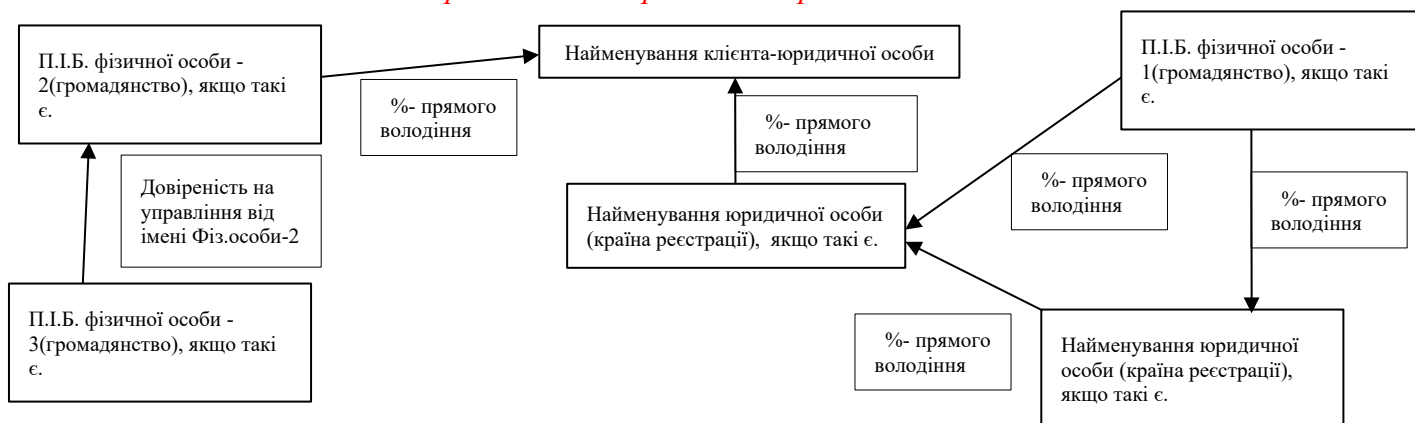 П.І.Б. фізичної особи -
2(громадянство), якщо такі
є.
Найменування клієнта-юридичної особи
П.І.Б. фізичної особи -
1(громадянство), якщо такі
є.
%- прямого
володіння
%- прямого
володіння
Довіреність на
управління від
імені Фіз.особи-2
%- прямого
володіння
%- прямого
володіння
Найменування юридичної особи
(країна реєстрації), якщо такі є.
П.І.Б. фізичної особи -
3(громадянство), якщо такі
є.
%- прямого
володіння
Найменування юридичної
особи (країна реєстрації),
якщо такі є.